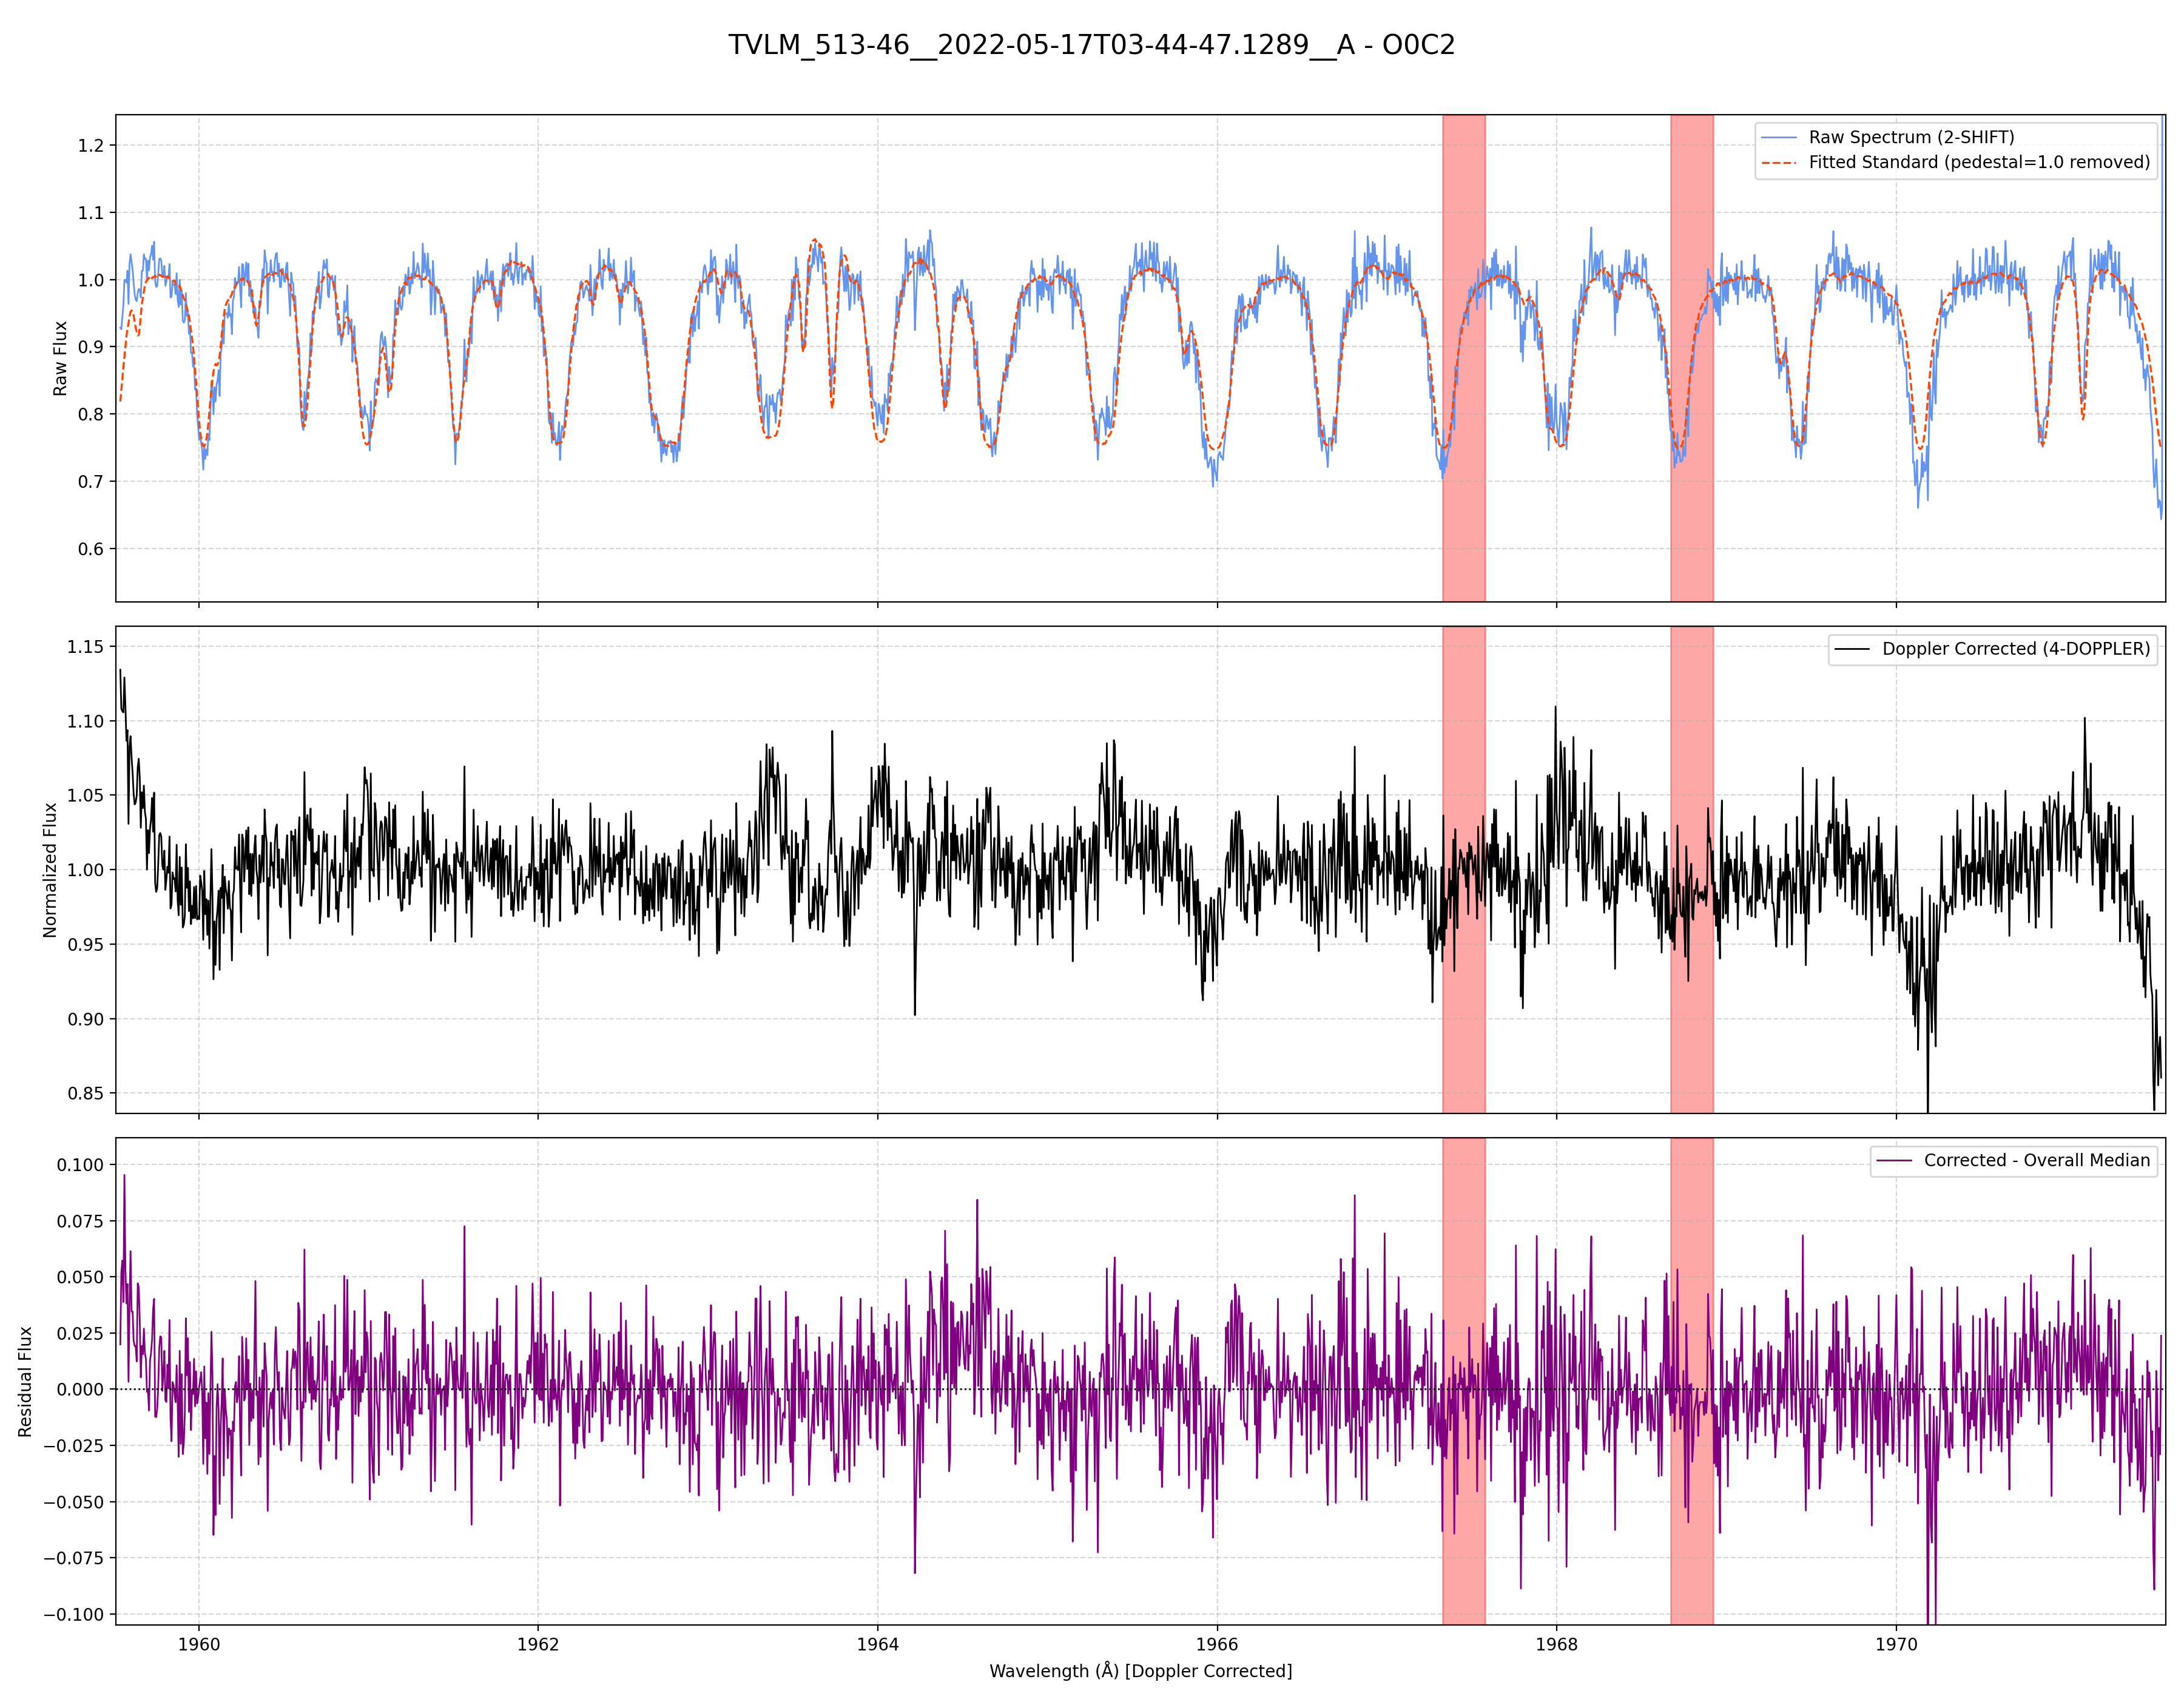 TVLM_513-46__2022-05-17T03-44-47.1289__A - O0C2
Raw Spectrum (2-SHIFT)
Fitted Standard (pedestal=1.0 removed)
1.2
1.1
1.0
0.9
0.8
0.7
0.6
Raw Flux
Doppler Corrected (4-DOPPLER)
1.15
1.10
1.05
1.00
0.95
0.90
0.85
Normalized Flux
Corrected - Overall Median
0.100
0.075
0.050
0.025
0.000
−0.025
−0.050
−0.075
−0.100
Residual Flux
1960 1962 1964 1966 1968 1970
Wavelength (Å) [Doppler Corrected]